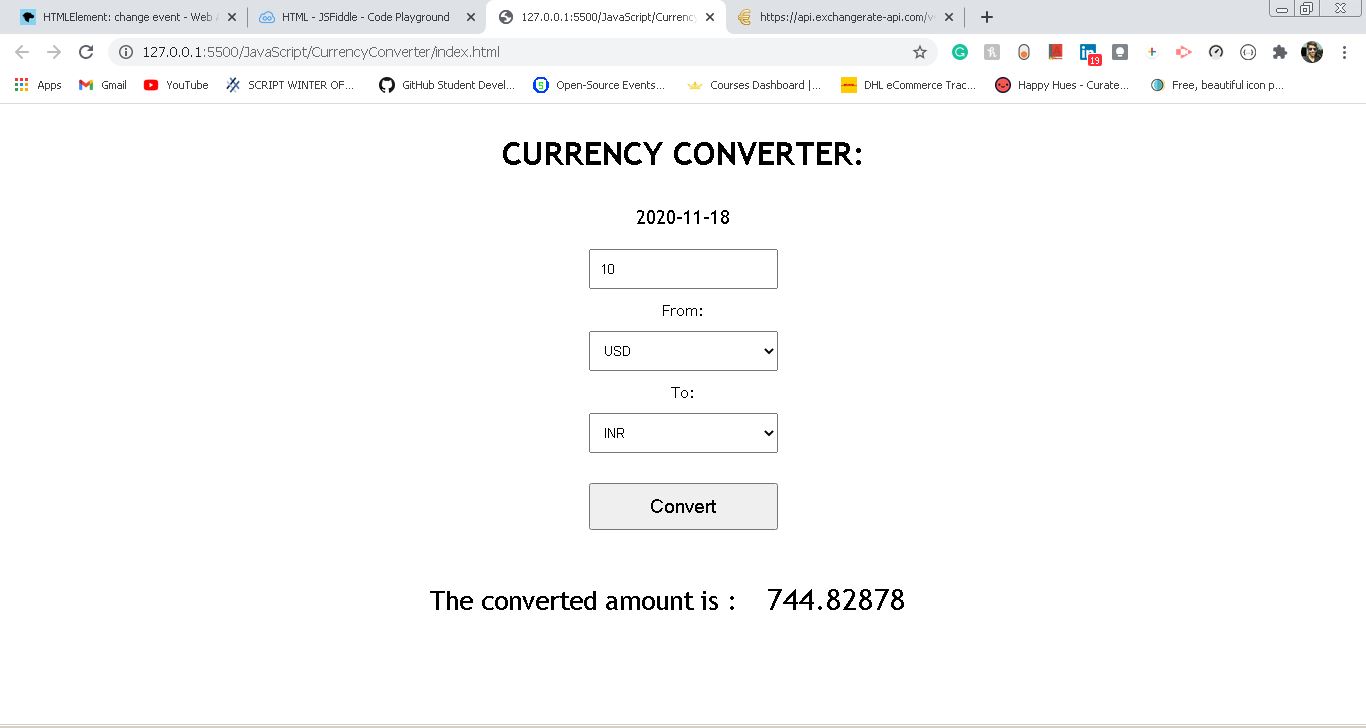 HTMLElement: change event - Web A
HTML - JSFiddle - Code Playground
127.0.0.1:5500/JavaScript/Currency
https://api.exchangerate-api.com/v
127.0.0.1:5500/JavaScript/CurrencyConverter/index.html
19
Apps
Gmail
YouTube
SCRIPT WINTER OF...
GitHub Student Devel...
Open-Source Events...
Courses Dashboard |...
DHL eCommerce Trac...
Happy Hues - Curate...
Free, beautiful icon p...
CURRENCY CONVERTER:
2020-11-18
10
From:
USD
To:
INR
Convert
The converted amount is : 744.82878